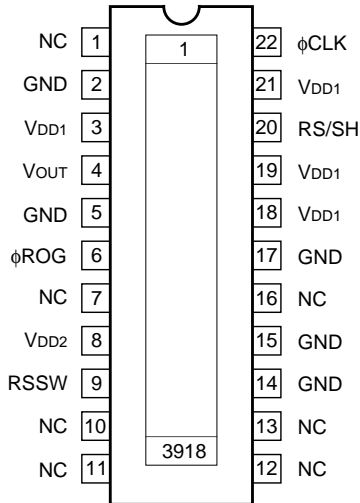 NC 1 1 22 ϕCLK
GND 2 21 VDD1
VDD1 3 20 RS/SH
VOUT 4 19 VDD1
GND 5 18 VDD1
ϕROG 6 17 GND
NC 7 16 NC
VDD2 8 15 GND
RSSW 9 14 GND
NC 10 13 NC
NC 11 3918 12 NC